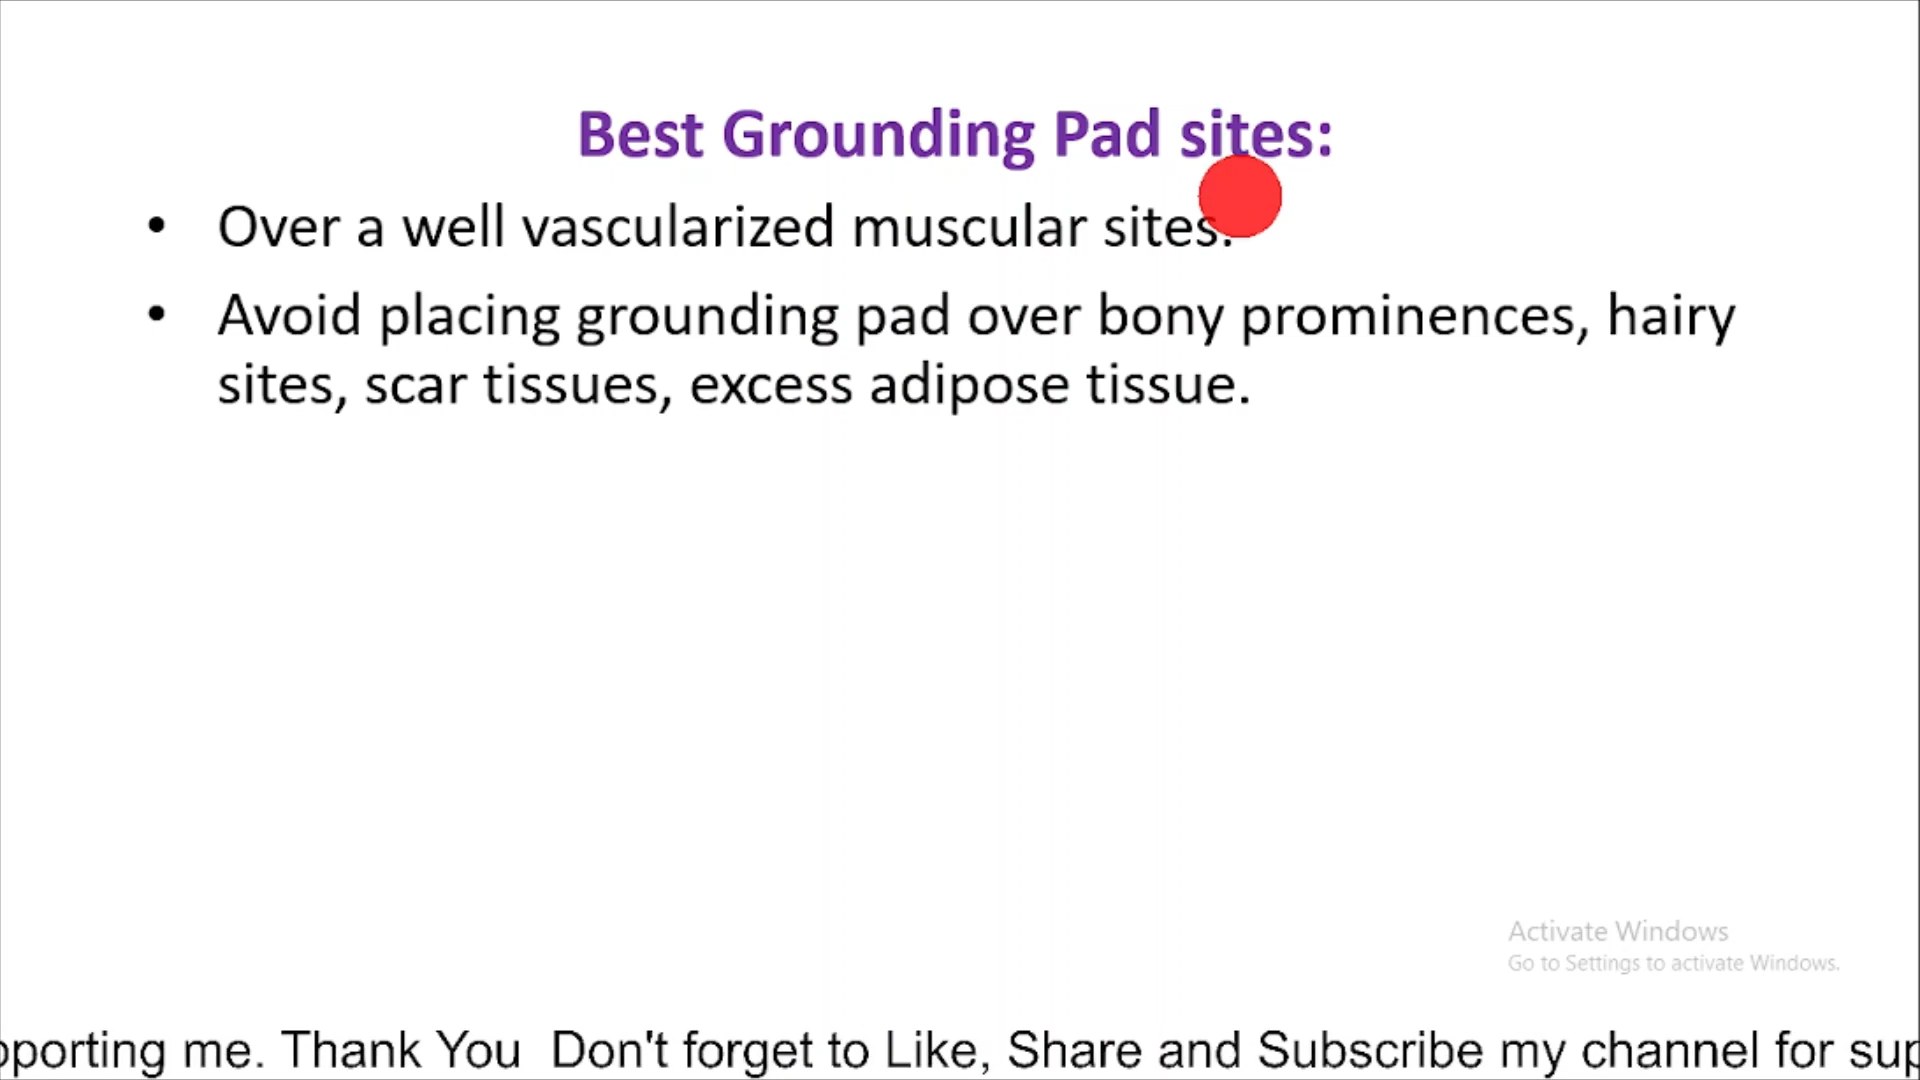 Best Grounding Pad sites:
• Over a well vascularized muscular sites.
• Avoid placing grounding pad over bony prominences, hairy
sites, scar tissues, excess adipose tissue.
Activate Windows
Go to Settings to activate Windows.
pporting me. Thank You Don't forget to Like, Share and Subscribe my channel for sup